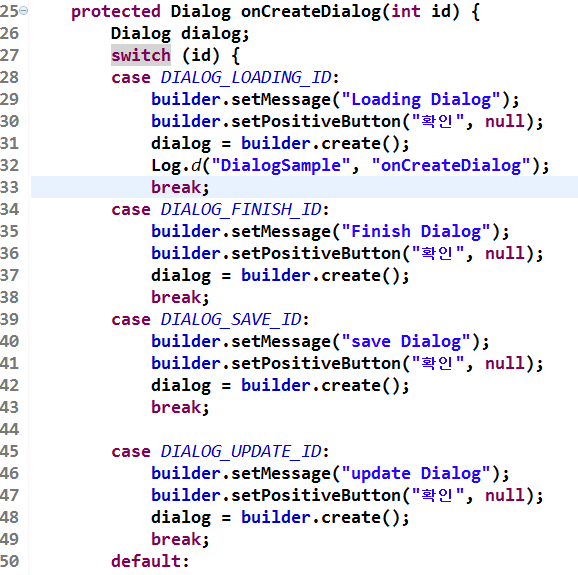 25 protected Dialog onCreateDialog(int id) {
26 Dialog dialog;
27 switch (id) {
28 case DIALOG_LOADING_ID:
29 builder.setMessage("Loading Dialog");
30 builder.setPositiveButton("확인", null);
31 dialog = builder.create();
32 Log.d("DialogSample", "onCreateDialog");
33 break;
34 case DIALOG_FINISH_ID:
35 builder.setMessage("Finish Dialog");
36 builder.setPositiveButton("확인", null);
37 dialog = builder.create();
38 break;
39 case DIALOG_SAVE_ID:
40 builder.setMessage("save Dialog");
41 builder.setPositiveButton("확인", null);
42 dialog = builder.create();
43 break;
44
45 case DIALOG_UPDATE_ID:
46 builder.setMessage("update Dialog");
47 builder.setPositiveButton("확인", null);
48 dialog = builder.create();
49 break;
50 default: